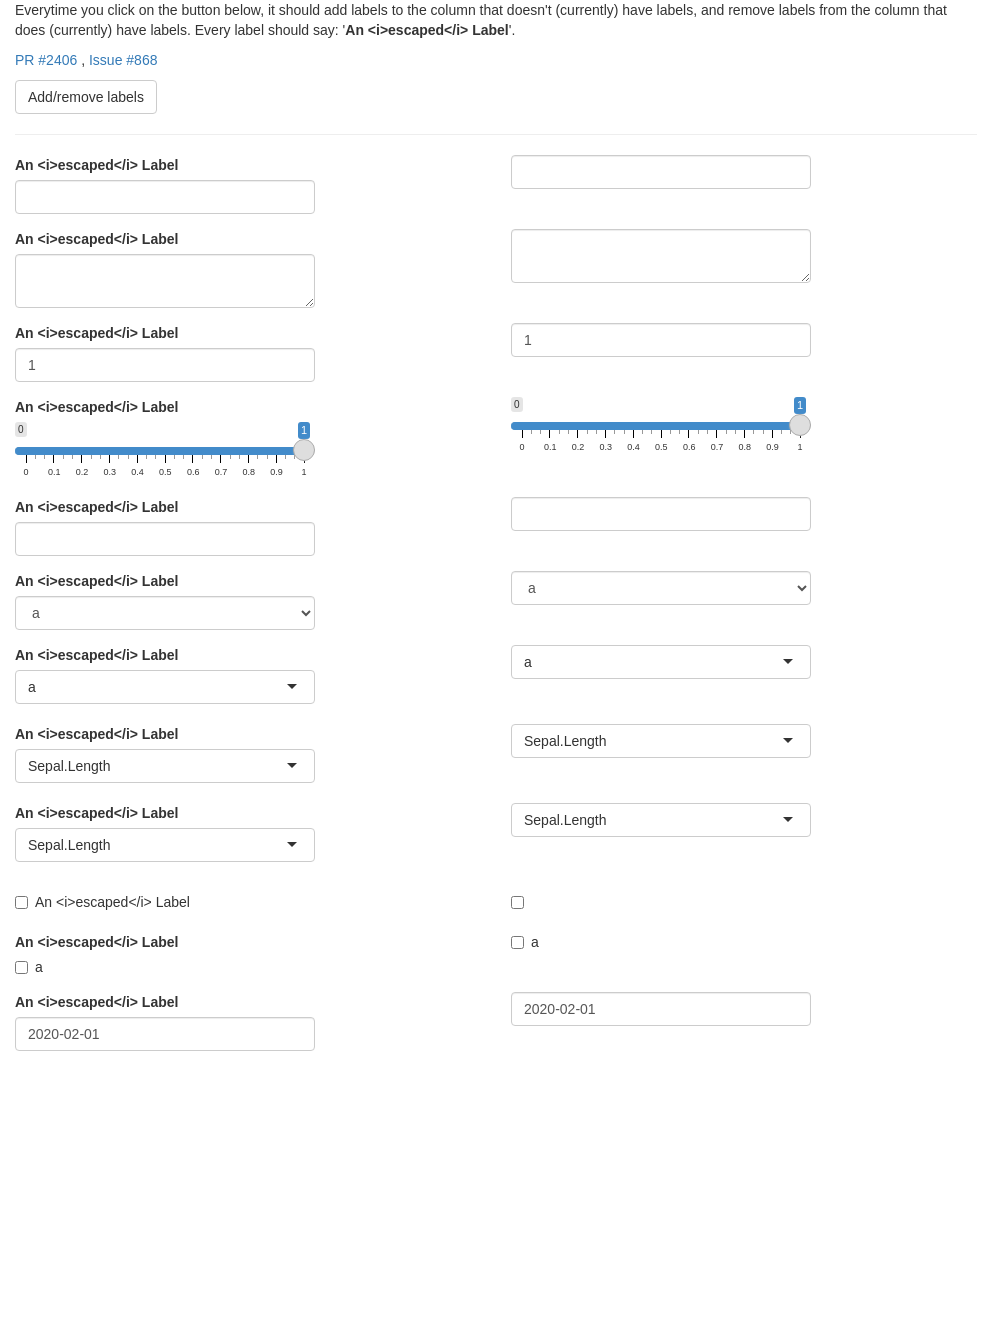 Everytime you click on the button below, it should add labels to the column that doesn't (currently) have labels, and remove labels from the column that
does (currently) have labels. Every label should say: 'An <i>escaped</i> Label'.
PR #2406 , Issue #868
Add/remove labels
An <i>escaped</i> Label
An <i>escaped</i> Label
An <i>escaped</i> Label
1
1
An <i>escaped</i> Label
0 1
0 0.1 0.2 0.3 0.4 0.5 0.6 0.7 0.8 0.9 1
0 1
0 0.1 0.2 0.3 0.4 0.5 0.6 0.7 0.8 0.9 1
An <i>escaped</i> Label
An <i>escaped</i> Label
a
a
An <i>escaped</i> Label
a
a
An <i>escaped</i> Label
Sepal.Length
Sepal.Length
An <i>escaped</i> Label
Sepal.Length
Sepal.Length
An <i>escaped</i> Label
An <i>escaped</i> Label
a
a
An <i>escaped</i> Label
2020-02-01
2020-02-01